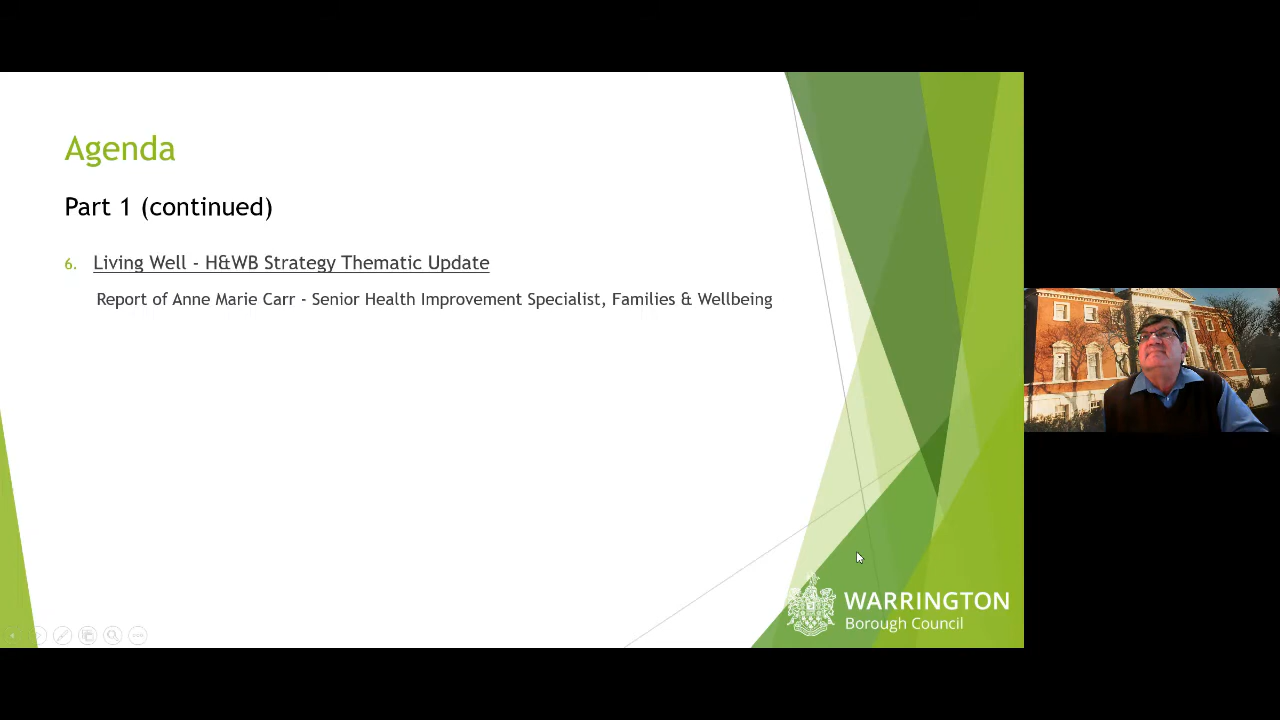 Agenda
Part 1 (continued)
6. Living Well - H&WB Strategy Thematic Update
Report of Anne Marie Carr - Senior Health Improvement Specialist, Families & Wellbeing
WARRINGTON
Borough Council